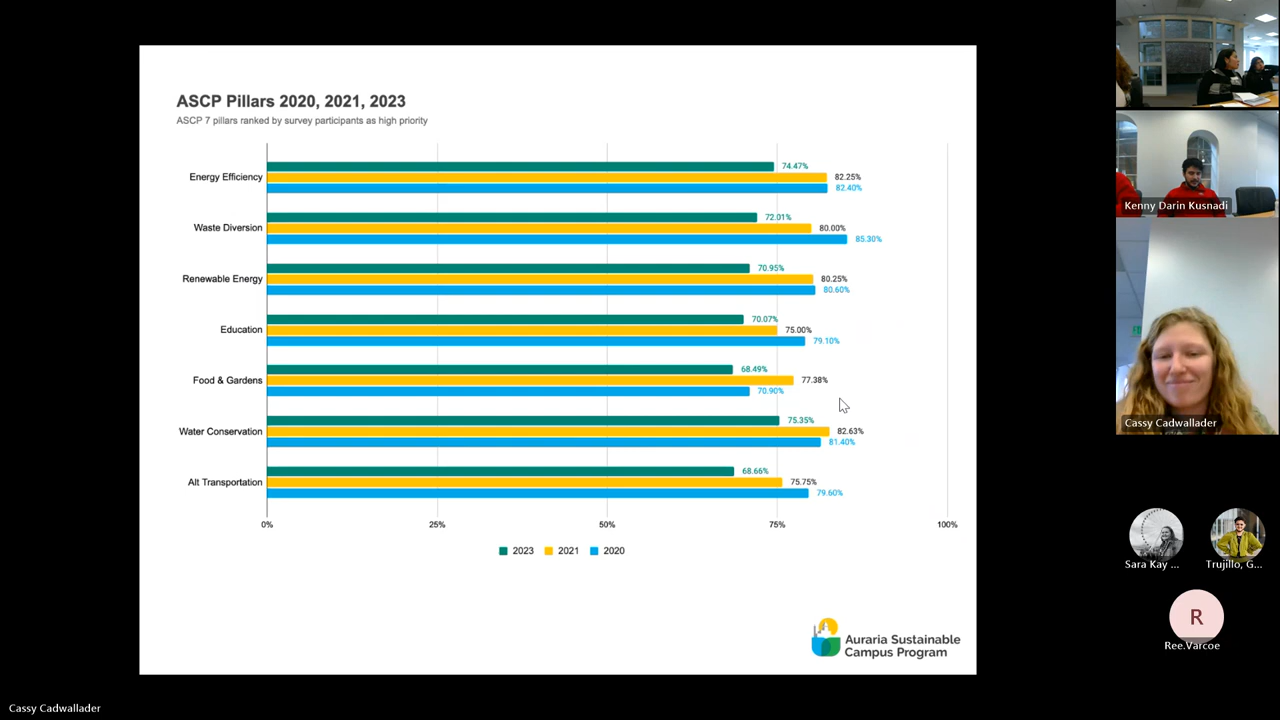 ASCP Pillars 2020, 2021, 2023
ASCP 7 pillars ranked by survey participants as high priority
Energy Efficiency
74.47%
82.25%
82.40%
Waste Diversion
72.01%
80.00%
85.30%
Renewable Energy
70.95%
80.25%
80.60%
Education
70.07%
75.00%
79.10%
Food & Gardens
68.49%
77.38%
70.90%
Water Conservation
75.35%
82.63%
81.40%
Alt Transportation
68.66%
75.75%
79.60%
0% 25% 50% 75% 100%
2023 2021 2020
Auraria Sustainable
Campus Program
Kenny Darin Kusnadi
Cassy Cadwallader
Sara Kay ...
Trujillo, G...
R
Ree.Varcoe
Cassy Cadwallader